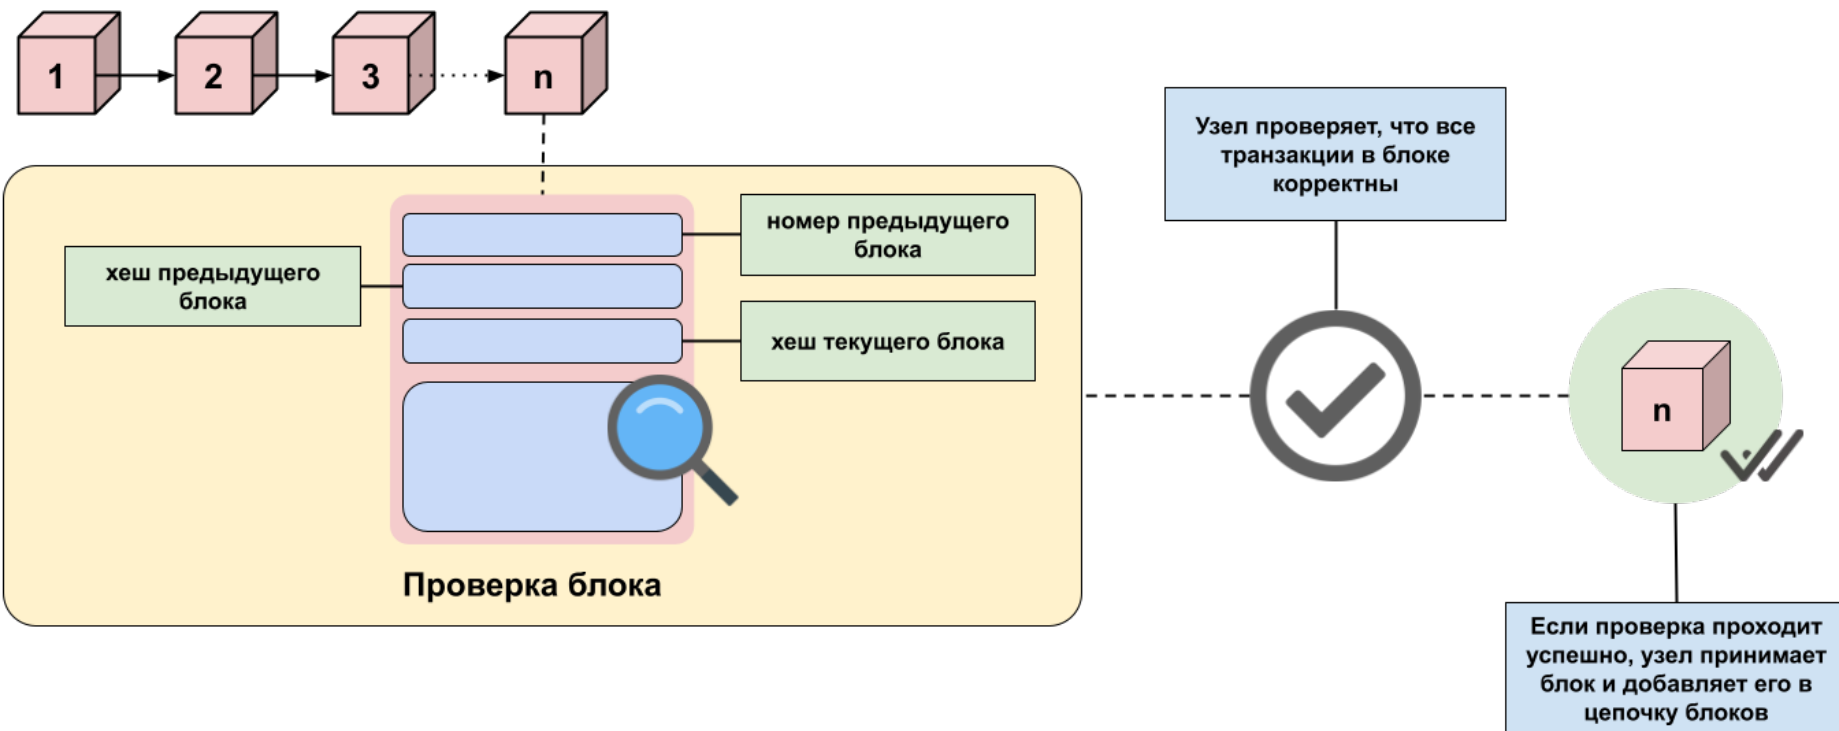 1
2
3
n
Узел проверяет, что все
транзакции в блоке
корректны
номер предыдущего
блока
хеш предыдущего
блока
хеш текущего блока
n
Проверка блока
Если проверка проходит
успешно, узел принимает
блок и добавляет его в
цепочку блоков